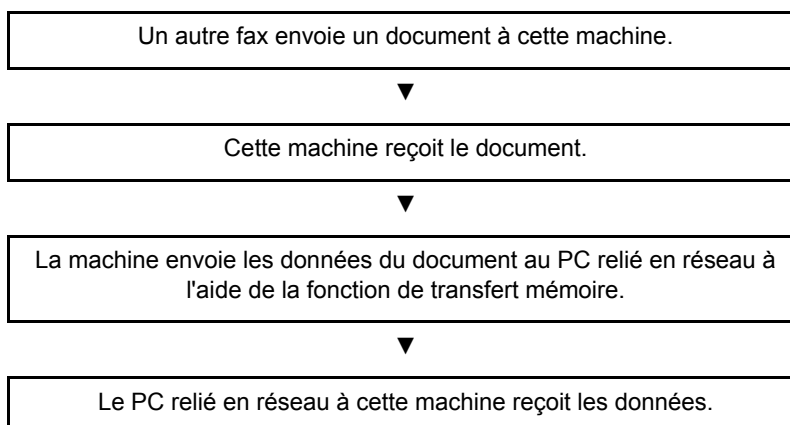 Un autre fax envoie un document à cette machine.
▼
Cette machine reçoit le document.
▼
La machine envoie les données du document au PC relié en réseau à
l'aide de la fonction de transfert mémoire.
▼
Le PC relié en réseau à cette machine reçoit les données.